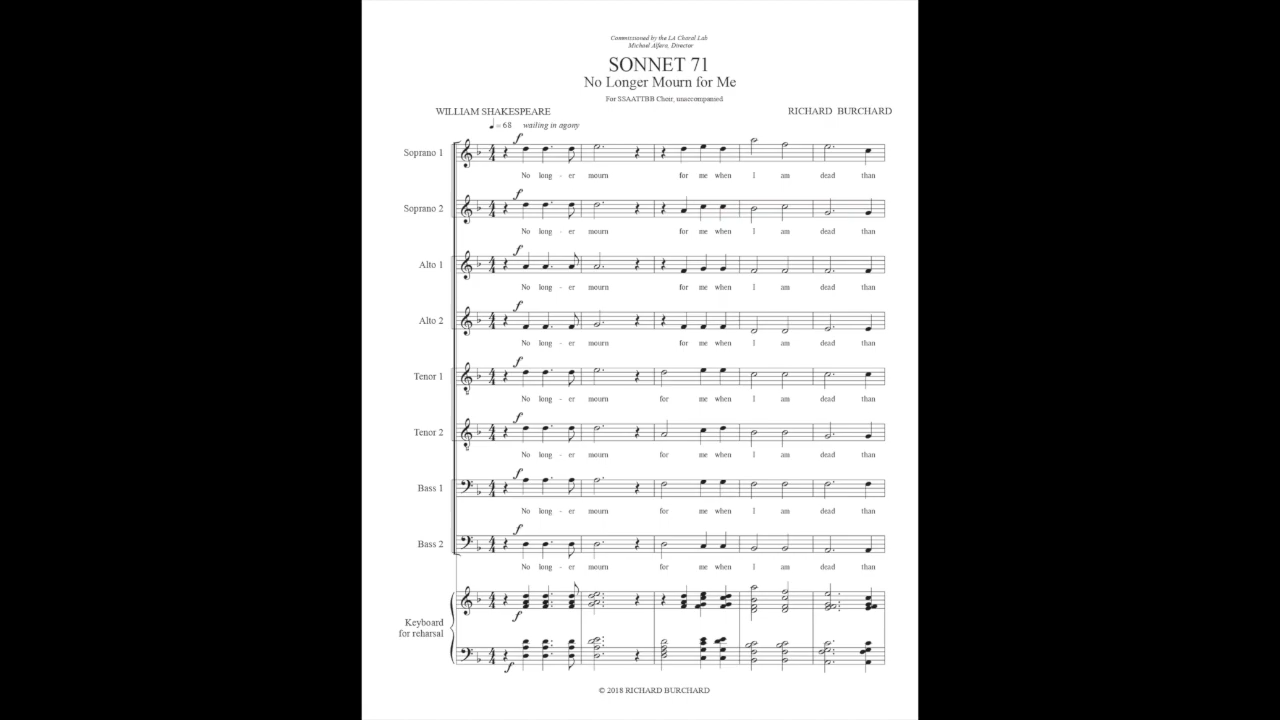 Commissioned by the LA Choral Lab
Michael Alfera, Director
SONNET 71
No Longer Mourn for Me
For SSAATTBB Choir, unaccompanied
WILLIAM SHAKESPEARE
RICHARD BURCHARD
= 68 wailing in agony
f
Soprano 1
No long - er mourn for me when I am dead than
f
Soprano 2
No long - er mourn for me when I am dead than
f
Alto 1
No long - er mourn for me when I am dead than
f
Alto 2
No long - er mourn for me when I am dead than
f
Tenor 1
No long - er mourn for me when I am dead than
f
Tenor 2
No long - er mourn for me when I am dead than
f
Bass 1
No long - er mourn for me when I am dead than
f
Bass 2
No long - er mourn for me when I am dead than
f
Keyboard
for reharsal
f
© 2018 RICHARD BURCHARD